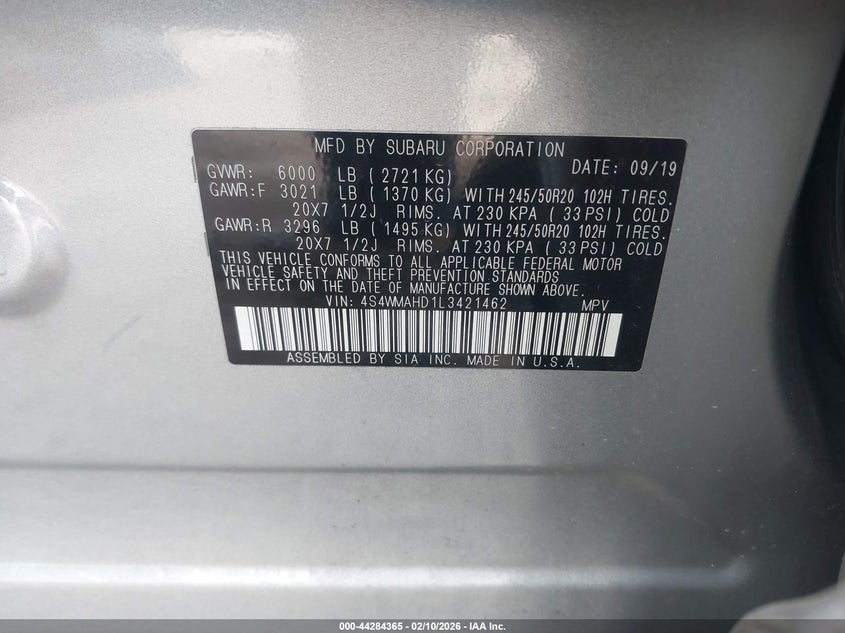 MFD BY SUBARU CORPORATION
GVWR: 6000 LB (2721 KG) DATE: 09/19
GAWR:F 3021 LB (1370 KG) WITH 245/50R20 102H TIRES.
20X7 1/2J RIMS. AT 230 KPA (33 PSI) COLD
GAWR:R 3296 LB (1495 KG) WITH 245/50R20 102H TIRES.
20X7 1/2J RIMS. AT 230 KPA (33 PSI) COLD
THIS VEHICLE CONFORMS TO ALL APPLICABLE FEDERAL MOTOR
VEHICLE SAFETY AND THEFT PREVENTION STANDARDS
IN EFFECT ON THE DATE OF MANUFACTURE SHOWN ABOVE.
VIN: 4S4WMAHD1L3421462 MPV
ASSEMBLED BY SIA INC. MADE IN U.S.A.
000-44284365 - 02/10/2026 - IAA Inc.